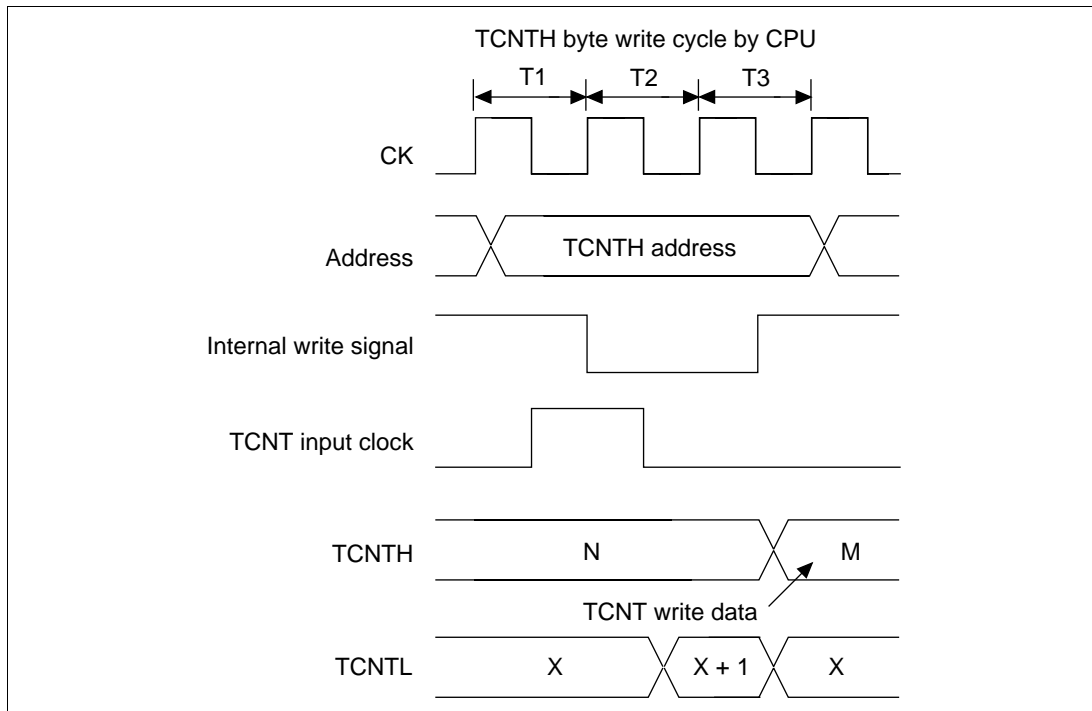 TCNTH byte write cycle by CPU
T1 T2 T3
CK
Address TCNTH address
Internal write signal
TCNT input clock
TCNTH N M
TCNT write data
TCNTL X X + 1 X